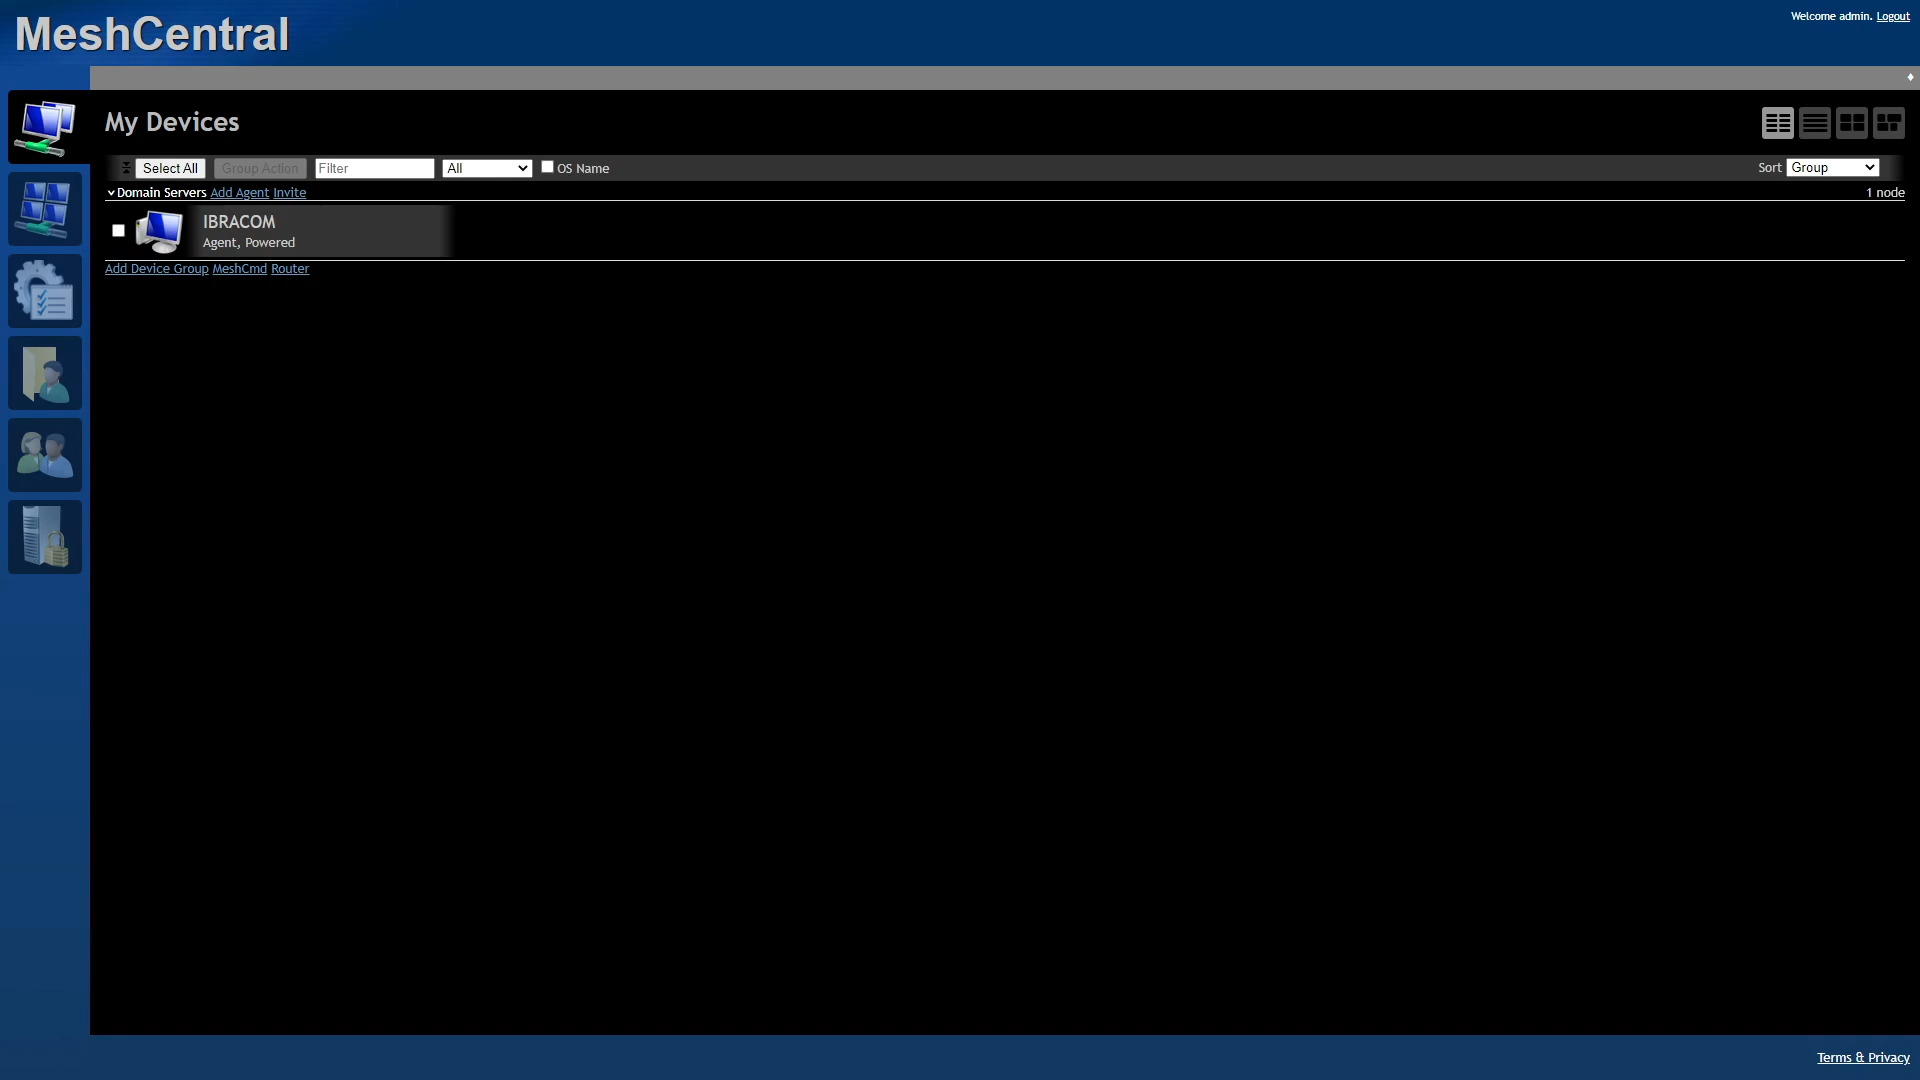 MeshCentral
Welcome admin. Logout
My Devices
Select All Group Action Filter All OS Name Sort Group
Domain Servers Add Agent Invite 1 node
IBRACOM
Agent, Powered
Add Device Group MeshCmd Router
Terms & Privacy